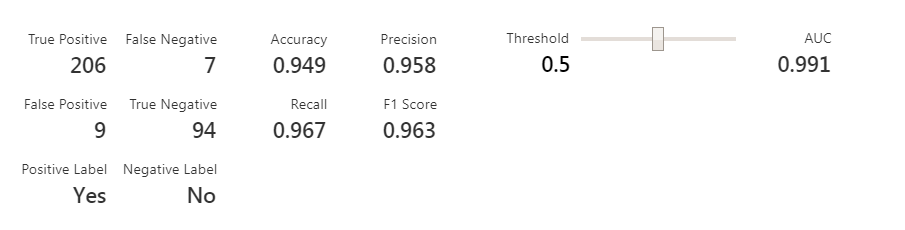 True Positive False Negative Accuracy Precision Threshold AUC
206 7 0.949 0.958 0.5 0.991
False Positive True Negative Recall F1 Score
9 94 0.967 0.963
Positive Label Negative Label
Yes No